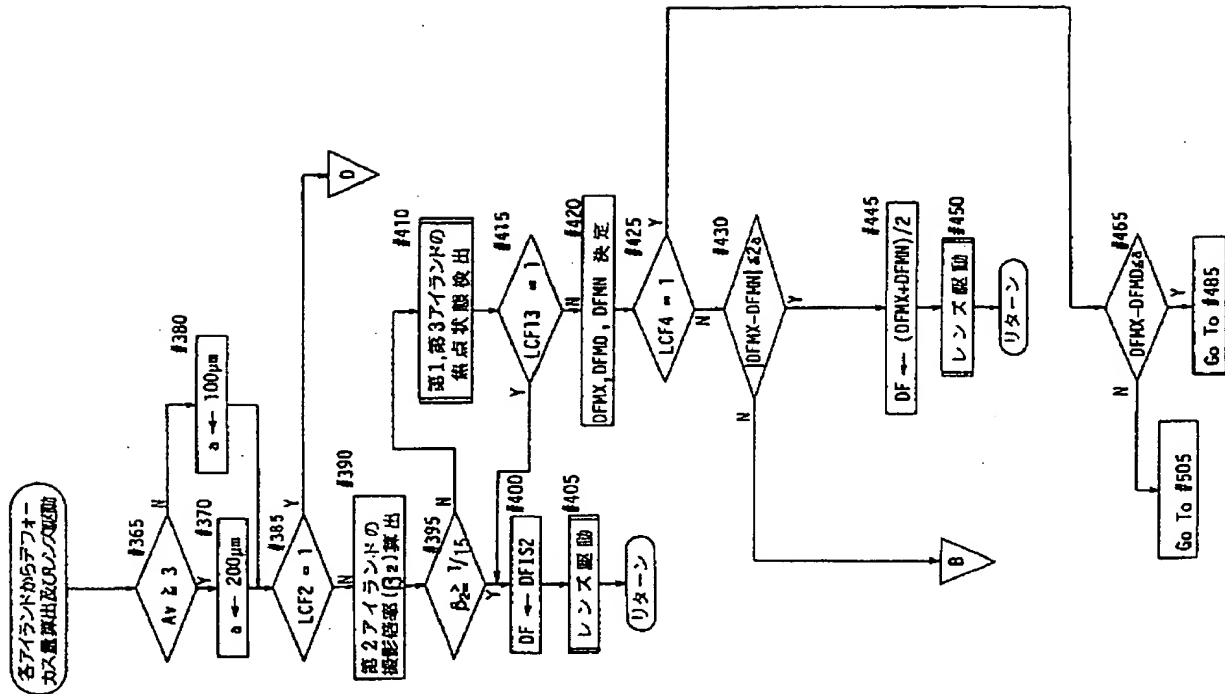 各アイランドからデフォー
カス量算出及びレンズ駆動
#365
Av ≧ 3
N
Y
#370
a ← 200μm
#380
a ← 100μm
#385
LCF2 = 1
Y
N
D
#390
第2アイランドの
撮影倍率(β2)算出
#395
β2≧ 1/15
N
Y
#400
DF ← DFIS2
#405
レンズ駆動
リターン
#410
第1,第3アイランドの
焦点状態検出
#415
LCF13 = 1
Y
N
#420
DFMX,DFMD,DFMN 決定
#425
LCF4 = 1
Y
N
#430
|DFMX-DFMN|≦2a
N
Y
B
#445
DF ← (DFMX+DFMN)/2
#450
レンズ駆動
リターン
#465
DFMX-DFMD≦a
N
Y
Go To #505
Go To #485